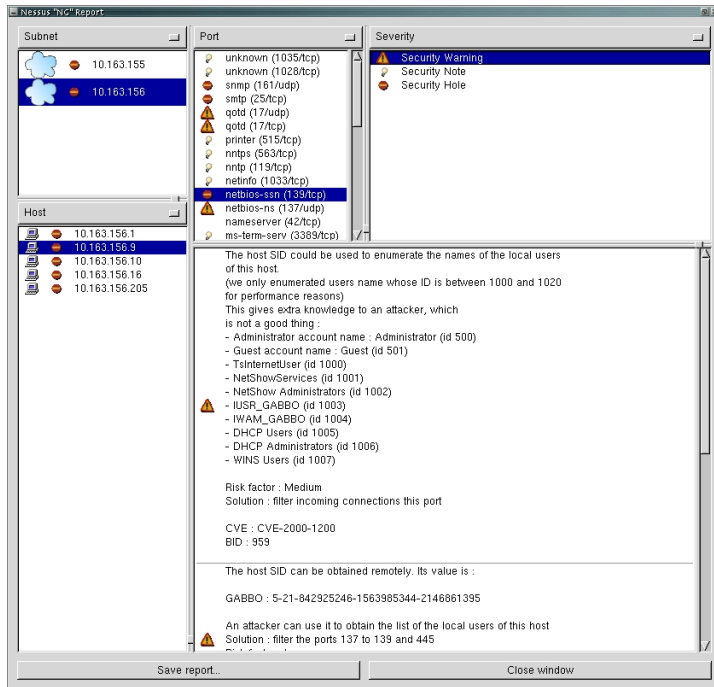 Nessus "NG" Report
Subnet
10.163.155
10.163.156
Host
10.163.156.1
10.163.156.9
10.163.156.10
10.163.156.16
10.163.156.205
Port
unknown (1035/tcp)
unknown (1028/tcp)
snmp (161/udp)
smtp (25/tcp)
qotd (17/udp)
qotd (17/tcp)
printer (515/tcp)
nntps (563/tcp)
nntp (119/tcp)
netinfo (1033/tcp)
netbios-ssn (139/tcp)
netbios-ns (137/udp)
nameserver (42/tcp)
ms-term-serv (3389/tcp)
Severity
Security Warning
Security Note
Security Hole
The host SID could be used to enumerate the names of the local users
of this host.
(we only enumerated users name whose ID is between 1000 and 1020
for performance reasons)
This gives extra knowledge to an attacker, which
is not a good thing :
- Administrator account name : Administrator (id 500)
- Guest account name : Guest (id 501)
- TsInternetUser (id 1000)
- NetShowServices (id 1001)
- NetShow Administrators (id 1002)
- IUSR_GABBO (id 1003)
- IWAM_GABBO (id 1004)
- DHCP Users (id 1005)
- DHCP Administrators (id 1006)
- WINS Users (id 1007)
Risk factor : Medium
Solution : filter incoming connections this port
CVE : CVE-2000-1200
BID : 959
The host SID can be obtained remotely. Its value is :
GABBO : 5-21-842925246-1563985344-2146861395
An attacker can use it to obtain the list of the local users of this host
Solution : filter the ports 137 to 139 and 445
Save report...
Close window